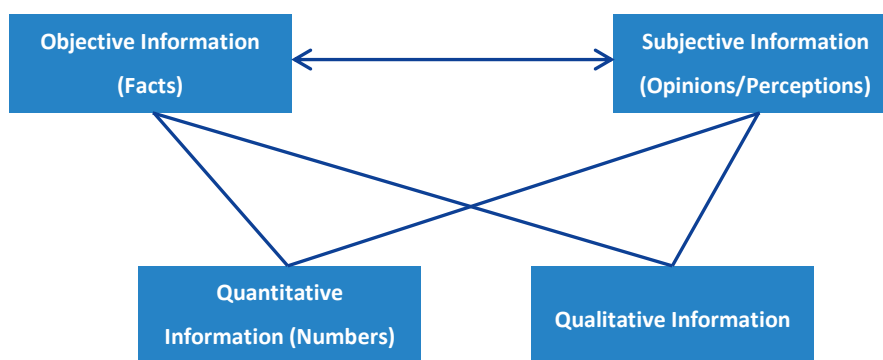 Objective Information
(Facts)
Subjective Information
(Opinions/Perceptions)
Quantitative
Information (Numbers)
Qualitative Information